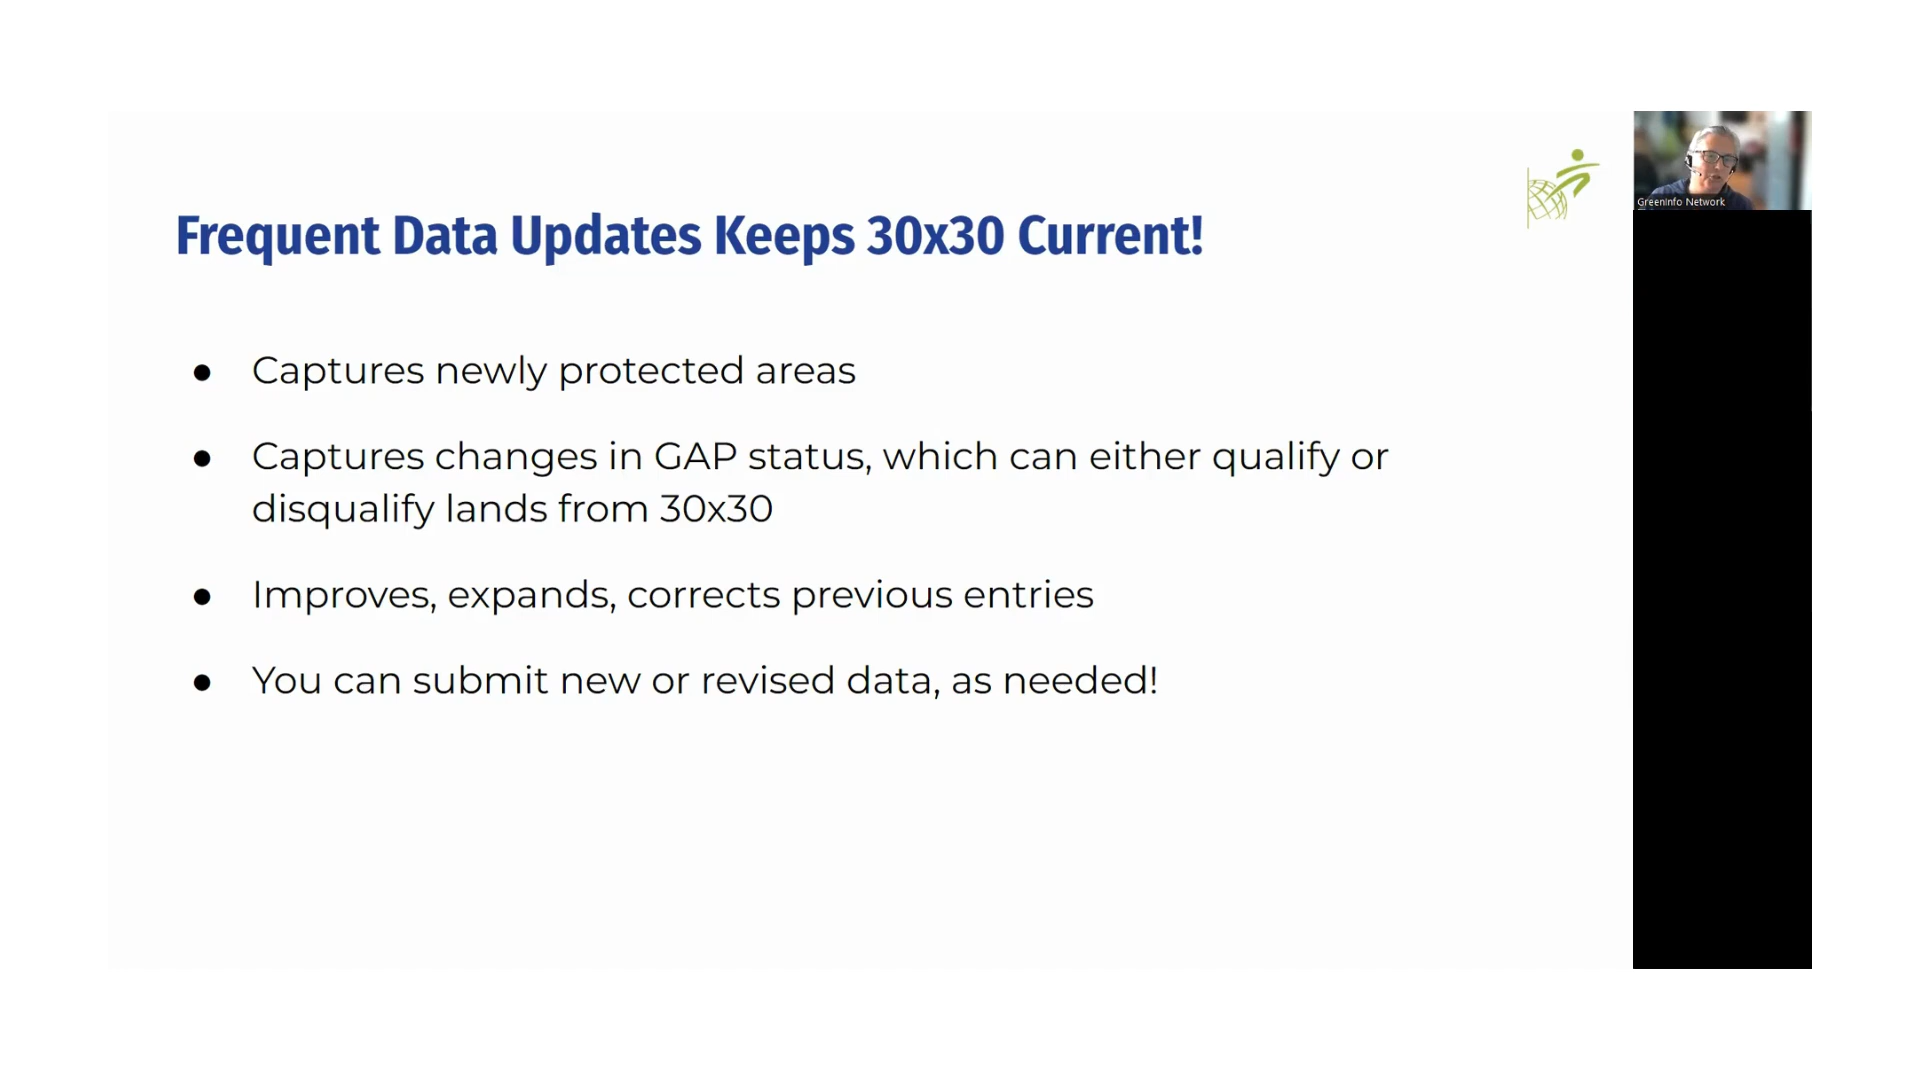 Frequent Data Updates Keeps 30x30 Current!
● Captures newly protected areas
● Captures changes in GAP status, which can either qualify or
disqualify lands from 30x30
● Improves, expands, corrects previous entries
● You can submit new or revised data, as needed!
GreenInfo Network